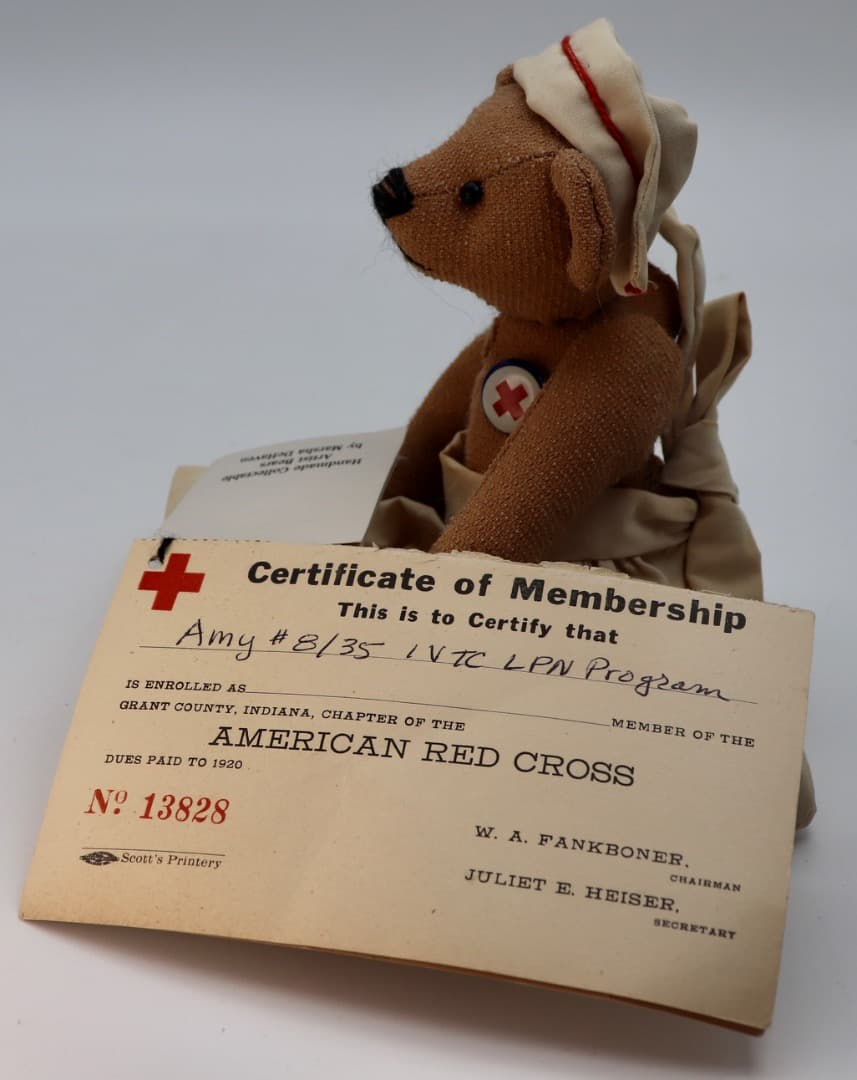 Handmade Collectable
Artist Bears
by Marsha DeHaven
Certificate of Membership
This is to Certify that
Amy #8/35 IVTC LPN Program
IS ENROLLED AS MEMBER OF THE
GRANT COUNTY, INDIANA, CHAPTER OF THE
AMERICAN RED CROSS
DUES PAID TO 1920
Nº 13828
W. A. FANKBONER,
CHAIRMAN
JULIET E. HEISER,
SECRETARY
Scott's Printery